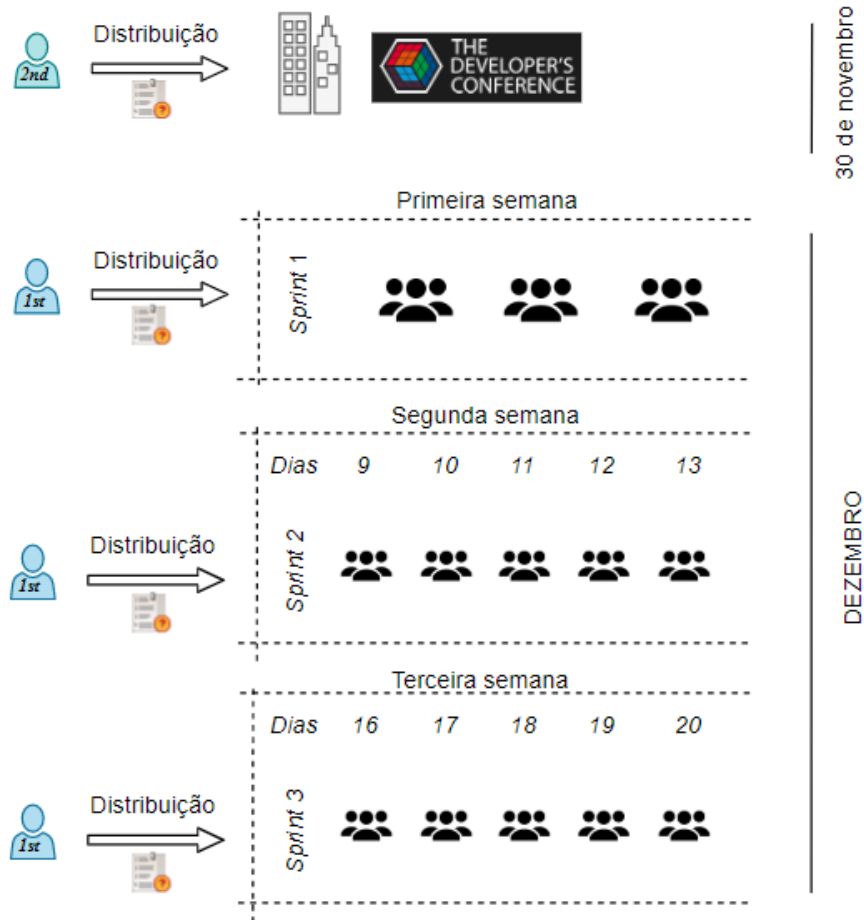 Distribuição
2nd
THE
DEVELOPER'S
CONFERENCE
30 de novembro
Primeira semana
Distribuição
1st
Sprint 1
Segunda semana
Dias 9 10 11 12 13
Distribuição
1st
Sprint 2
Terceira semana
Dias 16 17 18 19 20
Distribuição
1st
Sprint 3
DEZEMBRO